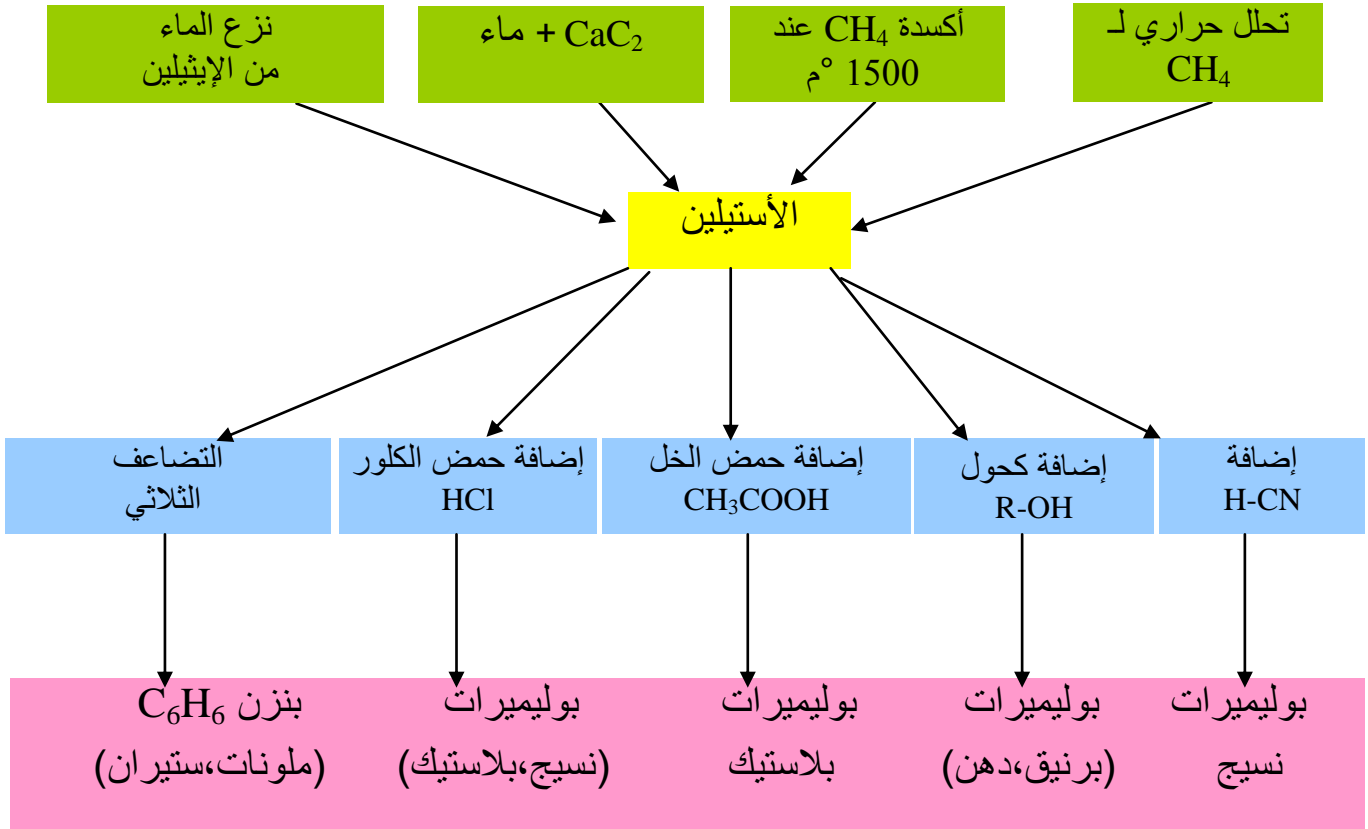 تحلل حراري لـ
CH₄
أكسدة CH₄ عند
1500 °م
CaC₂ + ماء
نزع الماء
من الإيثيلين
الأستيلين
إضافة
H-CN
إضافة كحول
R-OH
إضافة حمض الخل
CH₃COOH
إضافة حمض الكلور
HCl
التضاعف
الثلاثي
بوليميرات
نسيج
بوليميرات
(برنيق،دهن)
بوليميرات
بلاستيك
بوليميرات
(نسيج،بلاستيك)
بنزن C₆H₆
(ملونات،ستيران)